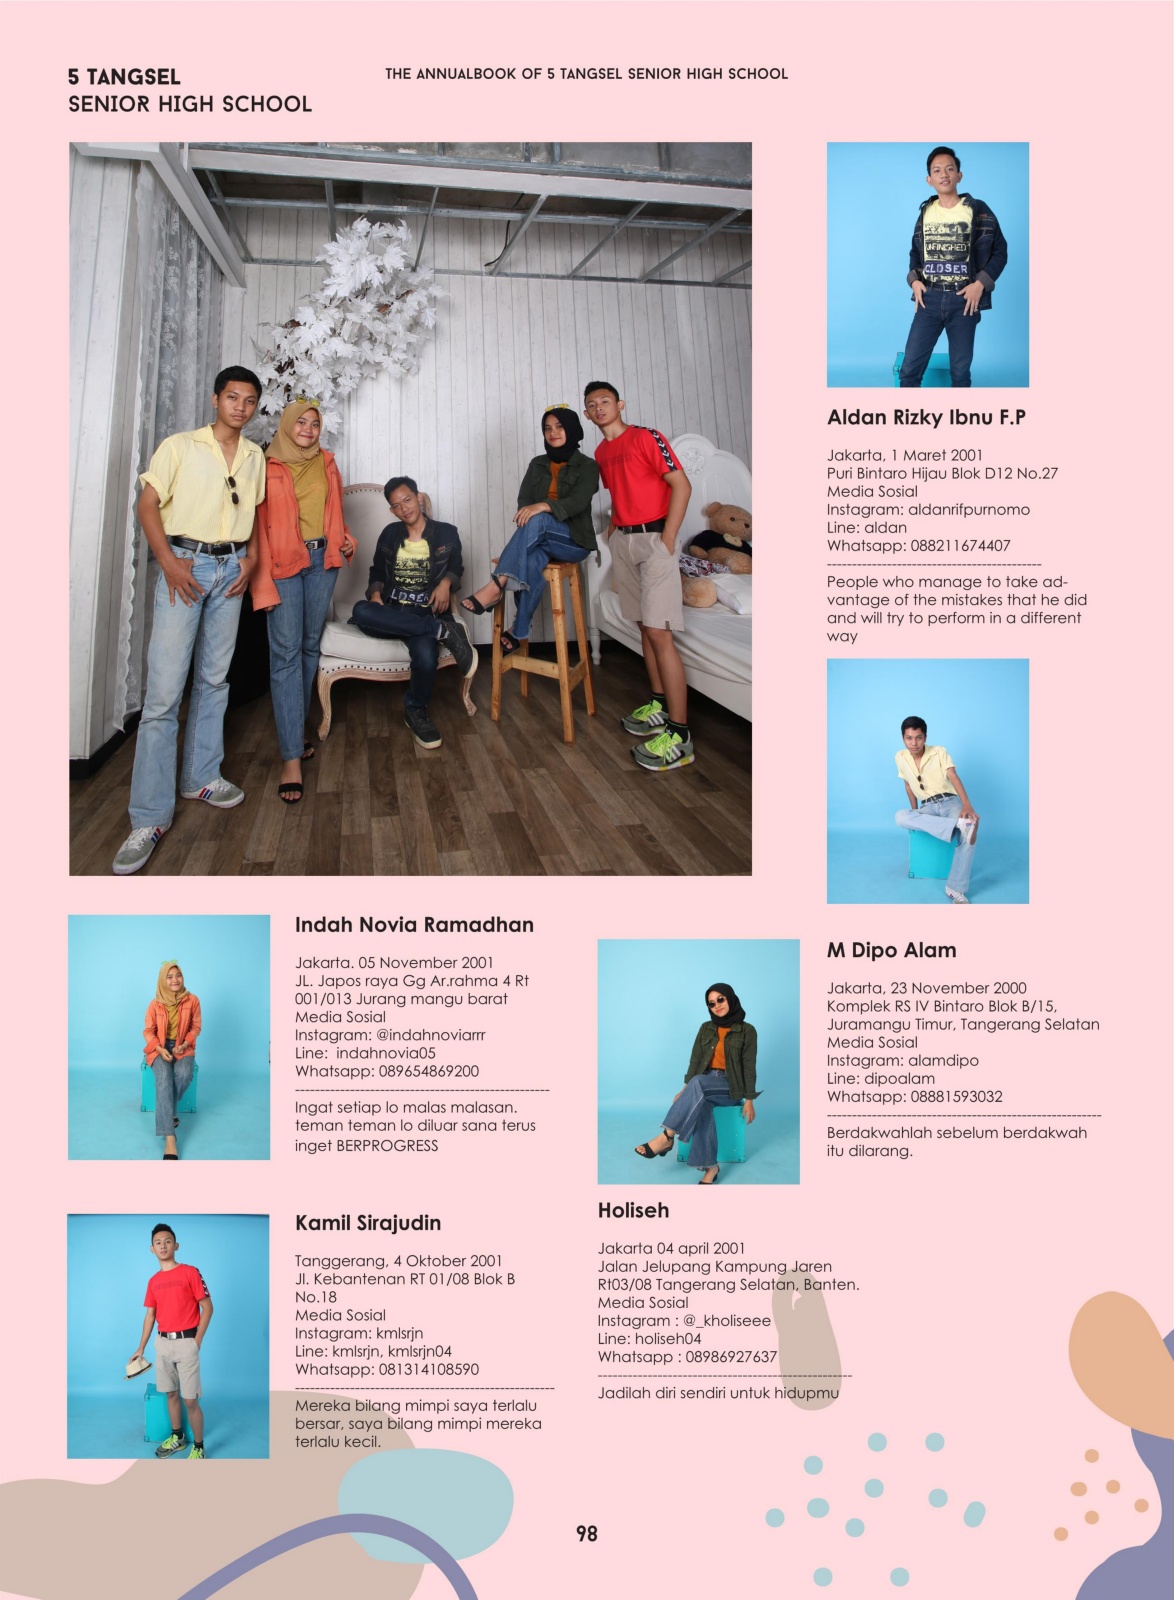 5 TANGSEL
SENIOR HIGH SCHOOL
THE ANNUALBOOK OF 5 TANGSEL SENIOR HIGH SCHOOL
UNFINISHED
CLOSER
Aldan Rizky Ibnu F.P
Jakarta, 1 Maret 2001
Puri Bintaro Hijau Blok D12 No.27
Media Sosial
Instagram: aldanrifpurnomo
Line: aldan
Whatsapp: 088211674407
People who manage to take ad-
vantage of the mistakes that he did
and will try to perform in a different
way
Indah Novia Ramadhan
Jakarta. 05 November 2001
JL. Japos raya Gg Ar.rahma 4 Rt
001/013 Jurang mangu barat
Media Sosial
Instagram: @indahnoviarrr
Line:  indahnovia05
Whatsapp: 089654869200
Ingat setiap lo malas malasan.
teman teman lo diluar sana terus
inget BERPROGRESS
M Dipo Alam
Jakarta, 23 November 2000
Komplek RS IV Bintaro Blok B/15,
Juramangu Timur, Tangerang Selatan
Media Sosial
Instagram: alamdipo
Line: dipoalam
Whatsapp: 08881593032
Berdakwahlah sebelum berdakwah
itu dilarang.
Kamil Sirajudin
Tanggerang, 4 Oktober 2001
Jl. Kebantenan RT 01/08 Blok B
No.18
Media Sosial
Instagram: kmlsrjn
Line: kmlsrjn, kmlsrjn04
Whatsapp: 081314108590
Mereka bilang mimpi saya terlalu
bersar, saya bilang mimpi mereka
terlalu kecil.
Holiseh
Jakarta 04 april 2001
Jalan Jelupang Kampung Jaren
Rt03/08 Tangerang Selatan, Banten.
Media Sosial
Instagram : @_kholiseee
Line: holiseh04
Whatsapp : 08986927637
Jadilah diri sendiri untuk hidupmu
98